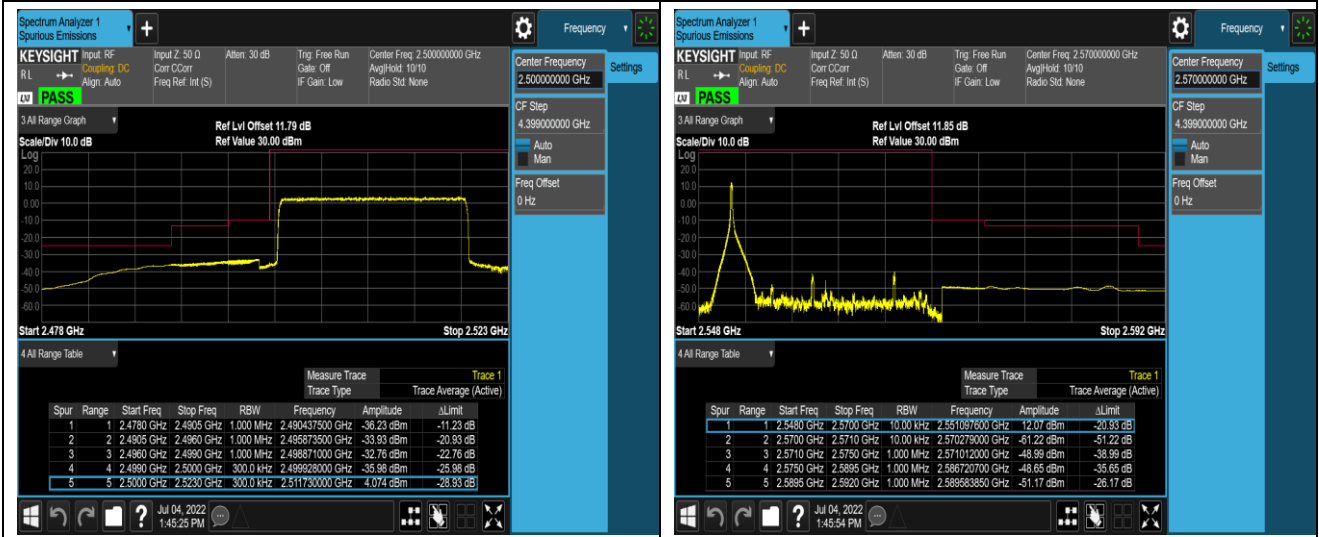 Spectrum Analyzer 1
Spurious Emissions
+
Frequency
KEYSIGHT Input: RF Input Z: 50 Ω Atten: 30 dB Trig: Free Run Center Freq: 2.500000000 GHz
RL Coupling: DC Corr CCorr Gate: Off Avg|Hold: 10/10
Align: Auto Freq Ref: Int (S) IF Gain: Low Radio Std: None
LXI PASS
3 All Range Graph
Ref Lvl Offset 11.79 dB
Scale/Div 10.0 dB Ref Value 30.00 dBm
Log
20.0
10.0
0.00
-10.0
-20.0
-30.0
-40.0
-50.0
-60.0
Start 2.478 GHz Stop 2.523 GHz
4 All Range Table
Measure Trace Trace 1
Trace Type Trace Average (Active)
Spur Range Start Freq Stop Freq RBW Frequency Amplitude ΔLimit
1 1 2.4780 GHz 2.4905 GHz 1.000 MHz 2.490437500 GHz -36.23 dBm -11.23 dB
2 2 2.4905 GHz 2.4960 GHz 1.000 MHz 2.495873500 GHz -33.93 dBm -20.93 dB
3 3 2.4960 GHz 2.4990 GHz 1.000 MHz 2.498871000 GHz -32.76 dBm -22.76 dB
4 4 2.4990 GHz 2.5000 GHz 300.0 kHz 2.499928000 GHz -35.98 dBm -25.98 dB
5 5 2.5000 GHz 2.5230 GHz 300.0 kHz 2.511730000 GHz 4.074 dBm -28.93 dB
Center Frequency
2.500000000 GHz
Settings
CF Step
4.399000000 GHz
Auto
Man
Freq Offset
0 Hz
? Jul 04, 2022
1:45:25 PM
Spectrum Analyzer 1
Spurious Emissions
+
Frequency
KEYSIGHT Input: RF Input Z: 50 Ω Atten: 30 dB Trig: Free Run Center Freq: 2.570000000 GHz
RL Coupling: DC Corr CCorr Gate: Off Avg|Hold: 10/10
Align: Auto Freq Ref: Int (S) IF Gain: Low Radio Std: None
LXI PASS
3 All Range Graph
Ref Lvl Offset 11.85 dB
Scale/Div 10.0 dB Ref Value 30.00 dBm
Log
20.0
10.0
0.00
-10.0
-20.0
-30.0
-40.0
-50.0
-60.0
Start 2.548 GHz Stop 2.592 GHz
4 All Range Table
Measure Trace Trace 1
Trace Type Trace Average (Active)
Spur Range Start Freq Stop Freq RBW Frequency Amplitude ΔLimit
1 1 2.5480 GHz 2.5700 GHz 10.00 kHz 2.551097600 GHz 12.07 dBm -20.93 dB
2 2 2.5700 GHz 2.5710 GHz 10.00 kHz 2.570279000 GHz -61.22 dBm -51.22 dB
3 3 2.5710 GHz 2.5750 GHz 1.000 MHz 2.571012000 GHz -48.99 dBm -38.99 dB
4 4 2.5750 GHz 2.5895 GHz 1.000 MHz 2.586720700 GHz -48.65 dBm -35.65 dB
5 5 2.5895 GHz 2.5920 GHz 1.000 MHz 2.589583850 GHz -51.17 dBm -26.17 dB
Center Frequency
2.570000000 GHz
Settings
CF Step
4.399000000 GHz
Auto
Man
Freq Offset
0 Hz
? Jul 04, 2022
1:45:54 PM